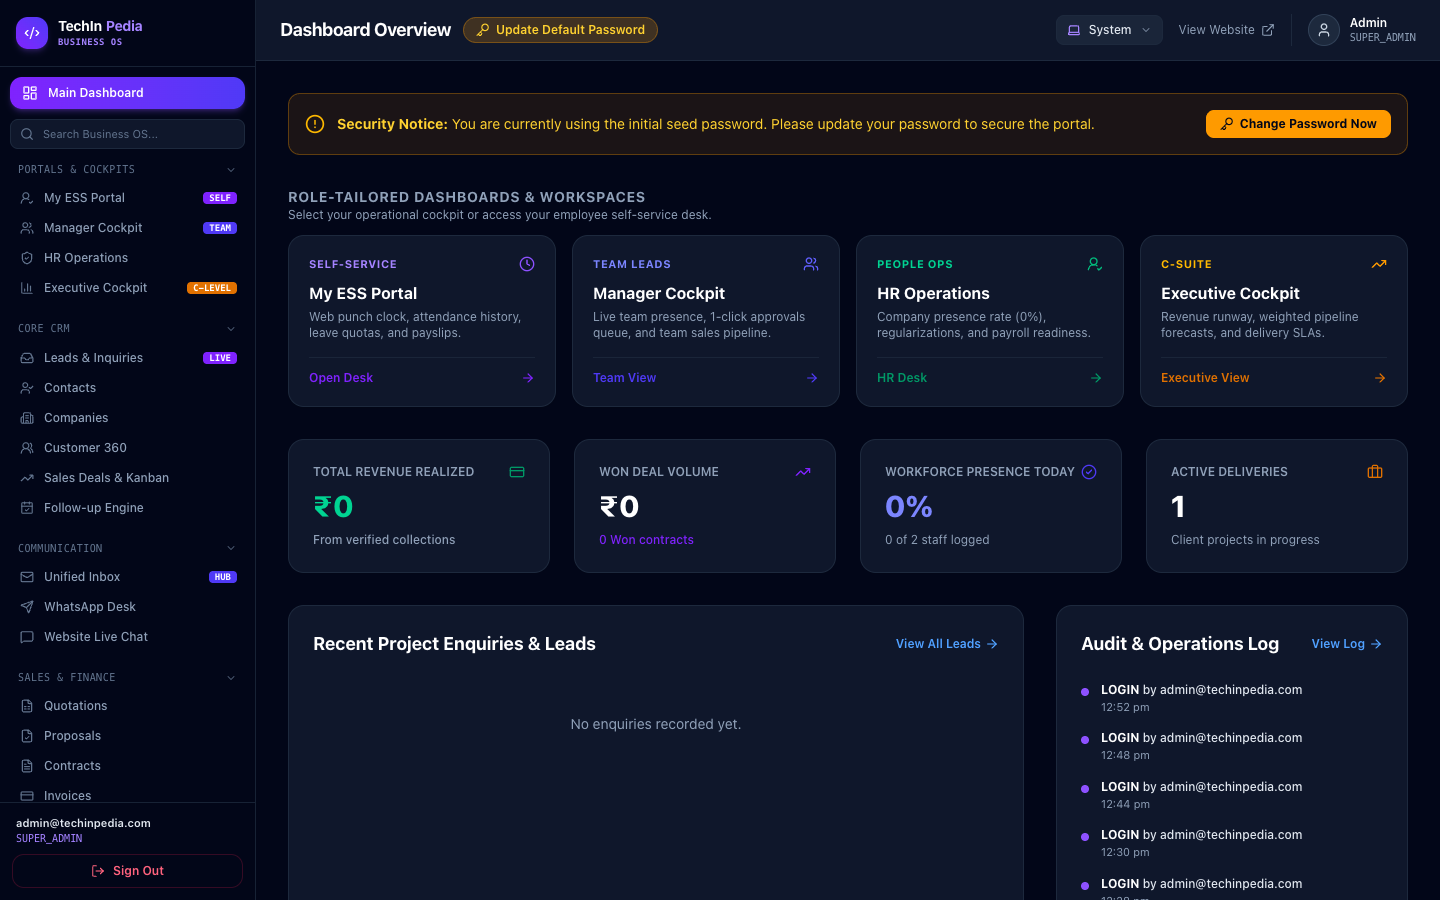 TechIn Pedia
BUSINESS OS
Main Dashboard
Search Business OS...
PORTALS & COCKPITS
My ESS Portal
SELF
Manager Cockpit
TEAM
HR Operations
Executive Cockpit
C-LEVEL
CORE CRM
Leads & Inquiries
LIVE
Contacts
Companies
Customer 360
Sales Deals & Kanban
Follow-up Engine
COMMUNICATION
Unified Inbox
HUB
WhatsApp Desk
Website Live Chat
SALES & FINANCE
Quotations
Proposals
Contracts
Invoices
admin@techinpedia.com
SUPER_ADMIN
Sign Out
Dashboard Overview
Update Default Password
System
View Website
Admin
SUPER_ADMIN
Security Notice: You are currently using the initial seed password. Please update your password to secure the portal.
Change Password Now
ROLE-TAILORED DASHBOARDS & WORKSPACES
Select your operational cockpit or access your employee self-service desk.
SELF-SERVICE
My ESS Portal
Web punch clock, attendance history,
leave quotas, and payslips.
Open Desk
TEAM LEADS
Manager Cockpit
Live team presence, 1-click approvals
queue, and team sales pipeline.
Team View
PEOPLE OPS
HR Operations
Company presence rate (0%),
regularizations, and payroll readiness.
HR Desk
C-SUITE
Executive Cockpit
Revenue runway, weighted pipeline
forecasts, and delivery SLAs.
Executive View
TOTAL REVENUE REALIZED
₹0
From verified collections
WON DEAL VOLUME
₹0
0 Won contracts
WORKFORCE PRESENCE TODAY
0%
0 of 2 staff logged
ACTIVE DELIVERIES
1
Client projects in progress
Recent Project Enquiries & Leads
View All Leads
No enquiries recorded yet.
Audit & Operations Log
View Log
LOGIN by admin@techinpedia.com
12:52 pm
LOGIN by admin@techinpedia.com
12:48 pm
LOGIN by admin@techinpedia.com
12:44 pm
LOGIN by admin@techinpedia.com
12:30 pm
LOGIN by admin@techinpedia.com